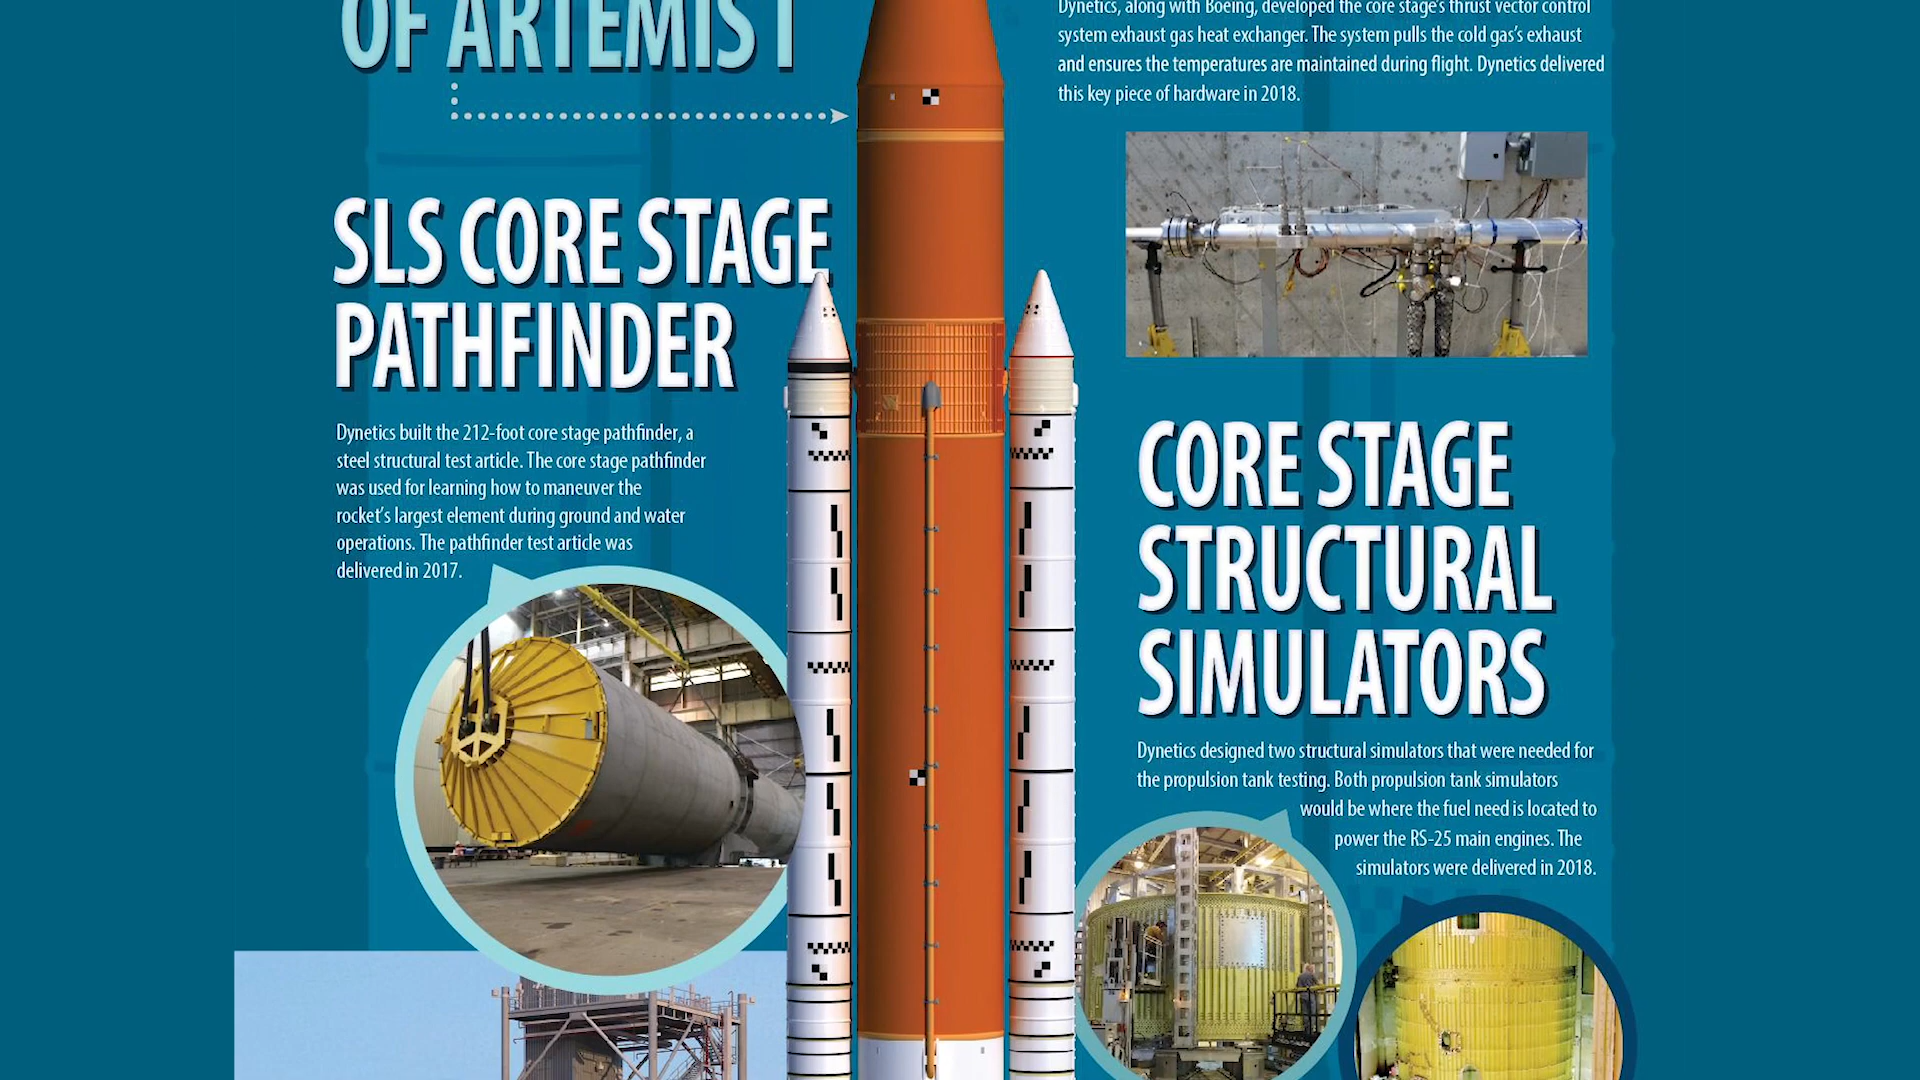 OF ARTEMIS I
SLS CORE STAGE
PATHFINDER
Dynetics built the 212-foot core stage pathfinder, a
steel structural test article. The core stage pathfinder
was used for learning how to maneuver the
rocket's largest element during ground and water
operations. The pathfinder test article was
delivered in 2017.
Dynetics, along with Boeing, developed the core stage's thrust vector control
system exhaust gas heat exchanger. The system pulls the cold gas's exhaust
and ensures the temperatures are maintained during flight. Dynetics delivered
this key piece of hardware in 2018.
CORE STAGE
STRUCTURAL
SIMULATORS
Dynetics designed two structural simulators that were needed for
the propulsion tank testing. Both propulsion tank simulators
would be where the fuel need is located to
power the RS-25 main engines. The
simulators were delivered in 2018.